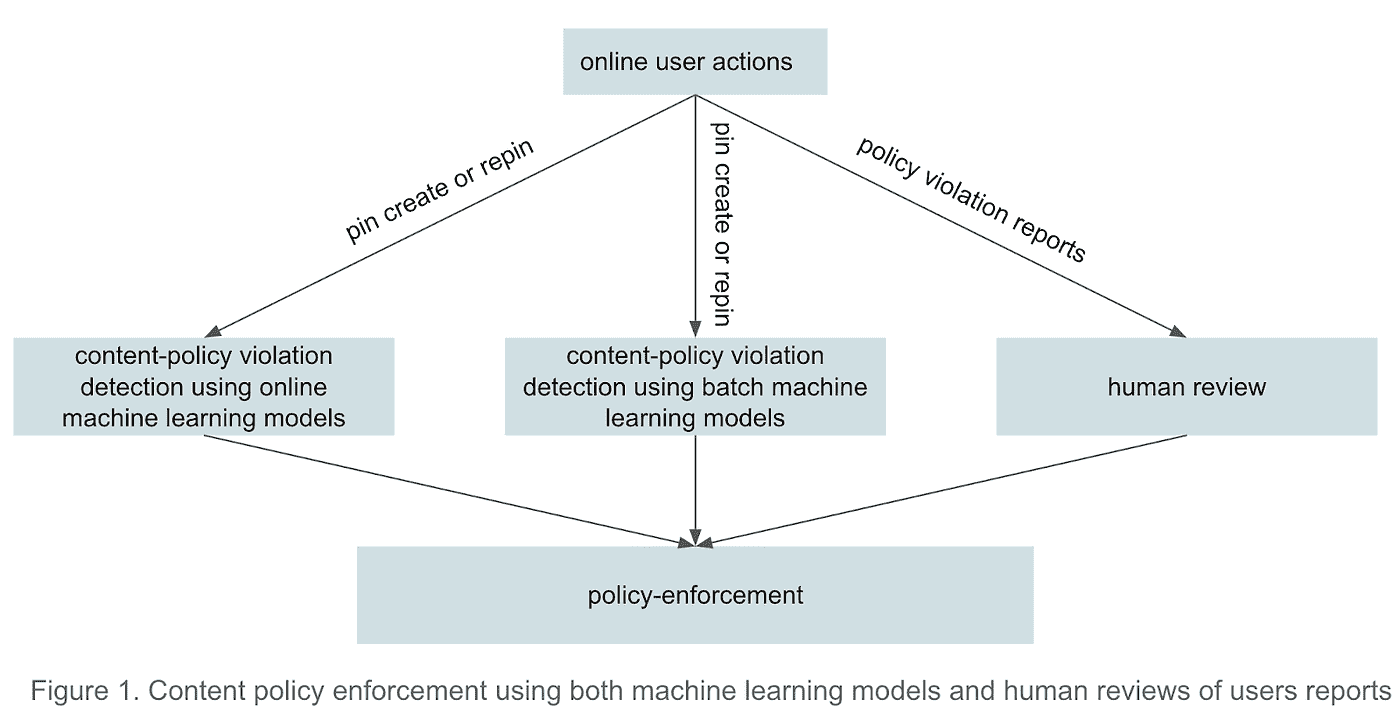 online user actions
pin create or repin
pin create or repin
policy violation reports
content-policy violation
detection using online
machine learning models
content-policy violation
detection using batch machine
learning models
human review
policy-enforcement
Figure 1. Content policy enforcement using both machine learning models and human reviews of users reports